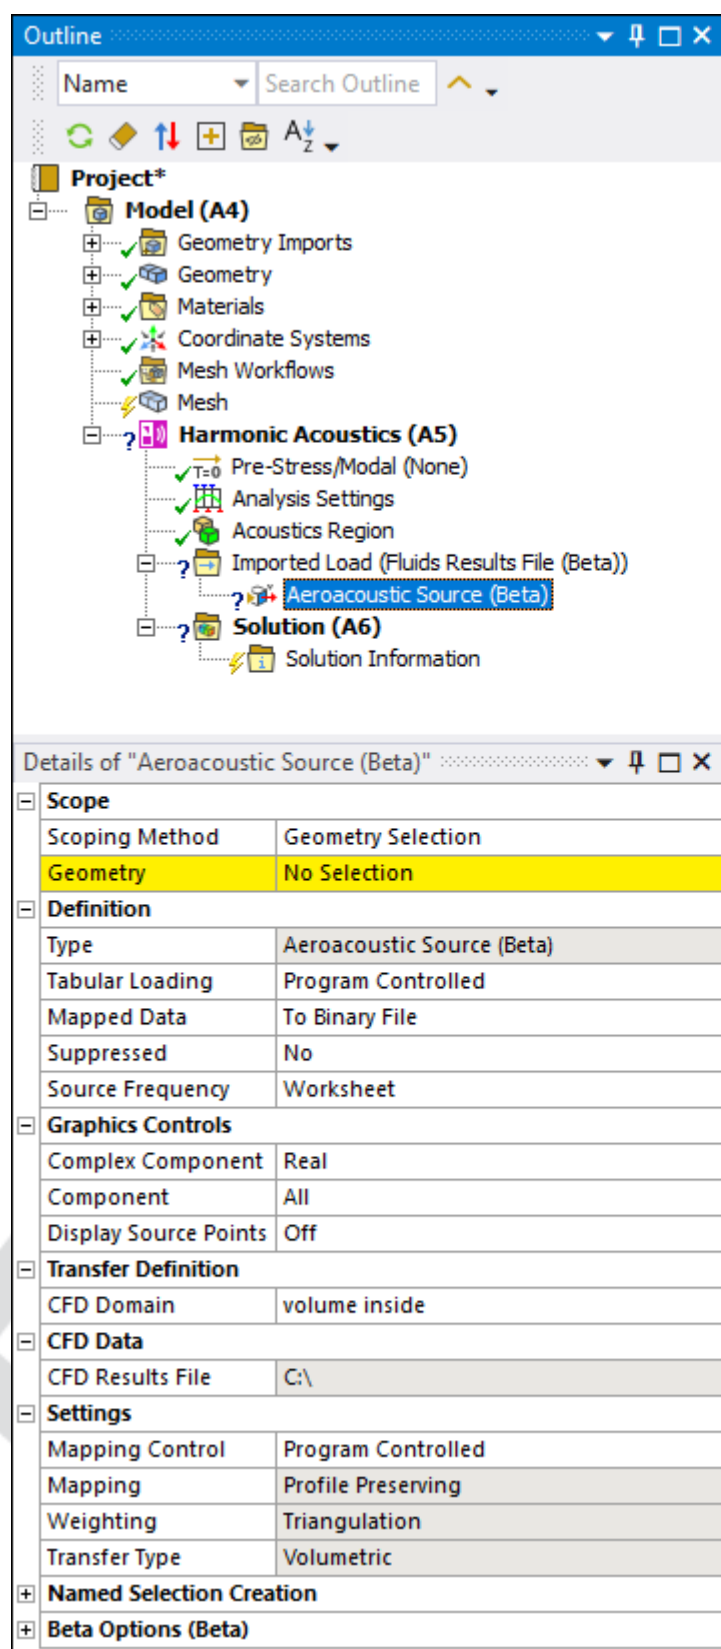 Outline
Name Search Outline
A Z
Project*
Model (A4)
Geometry Imports
Geometry
Materials
Coordinate Systems
Mesh Workflows
Mesh
? Harmonic Acoustics (A5)
T=0 Pre-Stress/Modal (None)
Analysis Settings
Acoustics Region
? Imported Load (Fluids Results File (Beta))
? Aeroacoustic Source (Beta)
? Solution (A6)
Solution Information
Details of "Aeroacoustic Source (Beta)"
Scope
Scoping Method Geometry Selection
Geometry No Selection
Definition
Type Aeroacoustic Source (Beta)
Tabular Loading Program Controlled
Mapped Data To Binary File
Suppressed No
Source Frequency Worksheet
Graphics Controls
Complex Component Real
Component All
Display Source Points Off
Transfer Definition
CFD Domain volume inside
CFD Data
CFD Results File C:\
Settings
Mapping Control Program Controlled
Mapping Profile Preserving
Weighting Triangulation
Transfer Type Volumetric
Named Selection Creation
Beta Options (Beta)